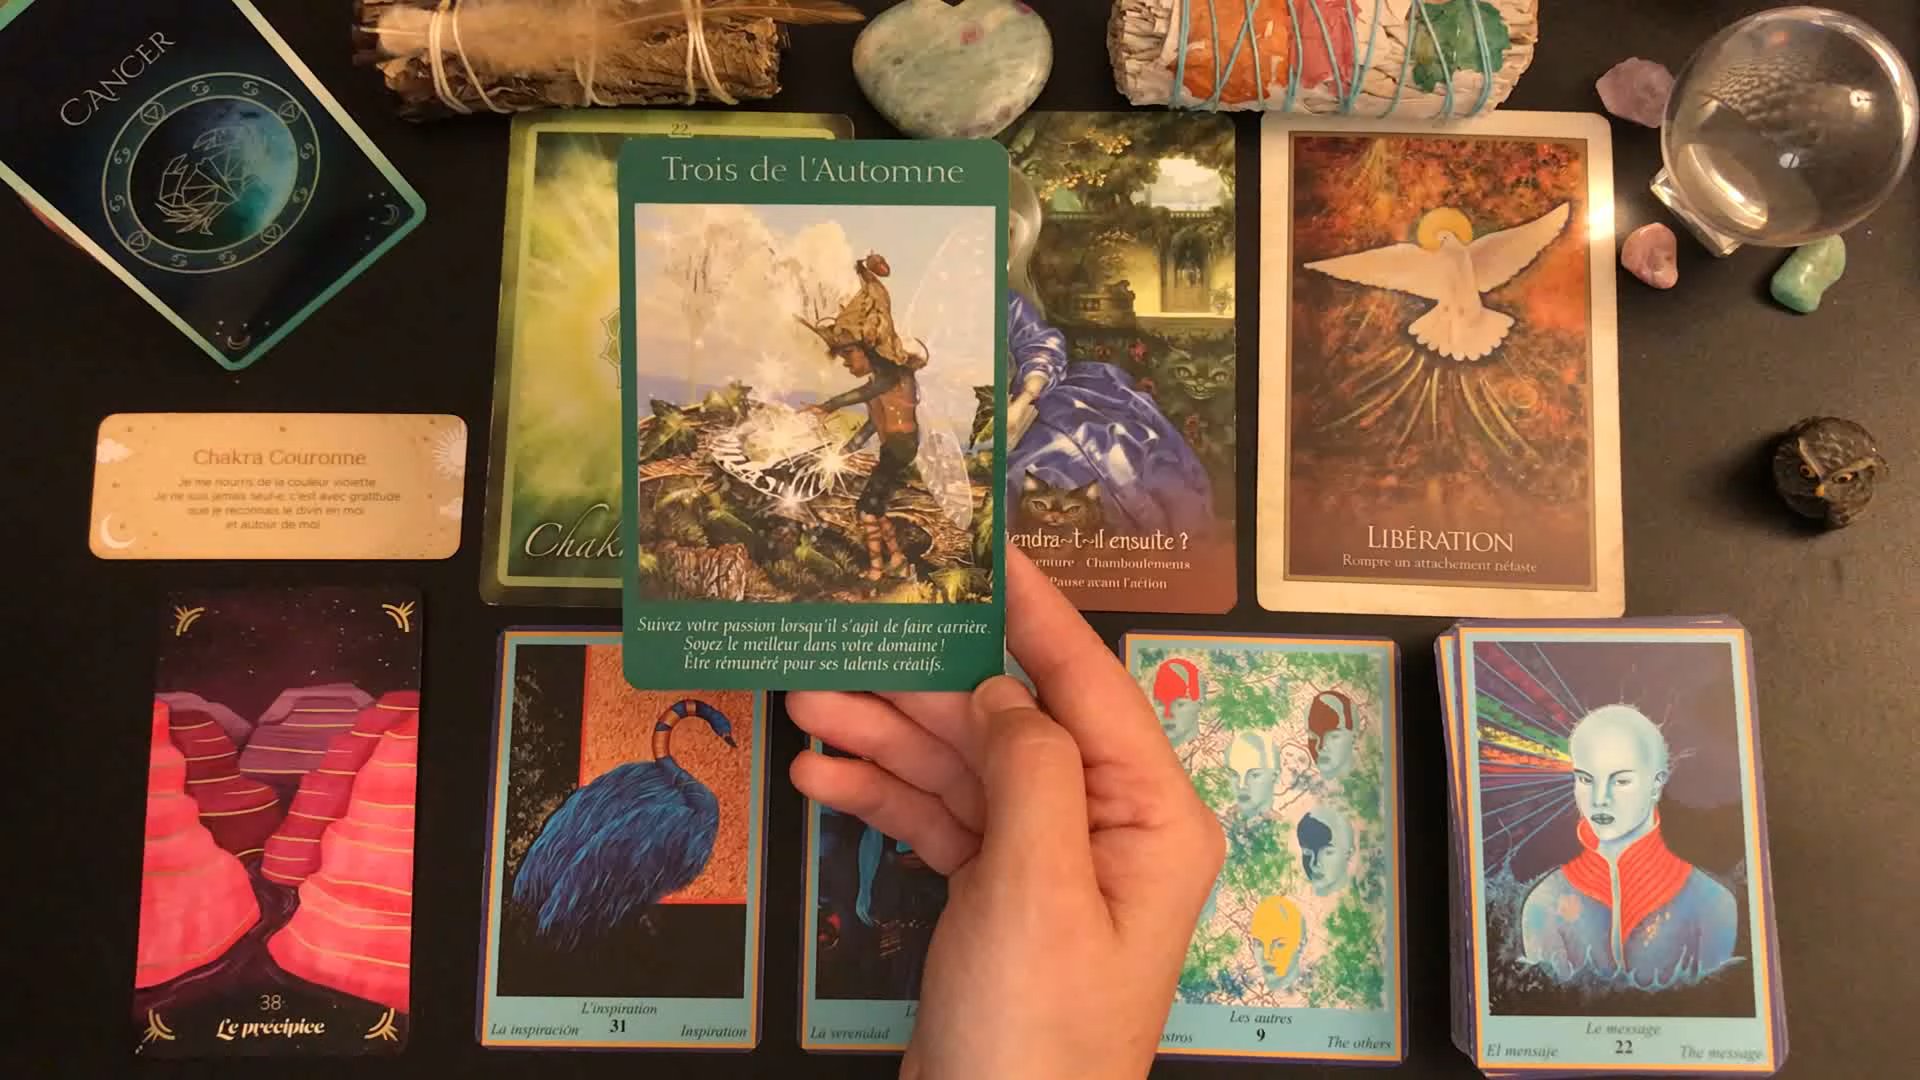 CANCER
22
Trois de l'Automne
Suivez votre passion lorsqu'il s'agit de faire carrière.
Soyez le meilleur dans votre domaine !
Être rémunéré pour ses talents créatifs.
endra-t-il ensuite ?
Chamboulements
Pause avant l'action
LIBÉRATION
Rompre un attachement néfaste
Chakra Couronne
Je me nourris de la couleur violette
Je ne suis jamais seul·e, c'est avec gratitude
que je reconnais le divin en moi
et autour de moi
Chak
38
Le précipice
L'inspiration
La inspiración 31 Inspiration
La serenidad
Les autres
9 The others
Le message
El mensaje 22 The message